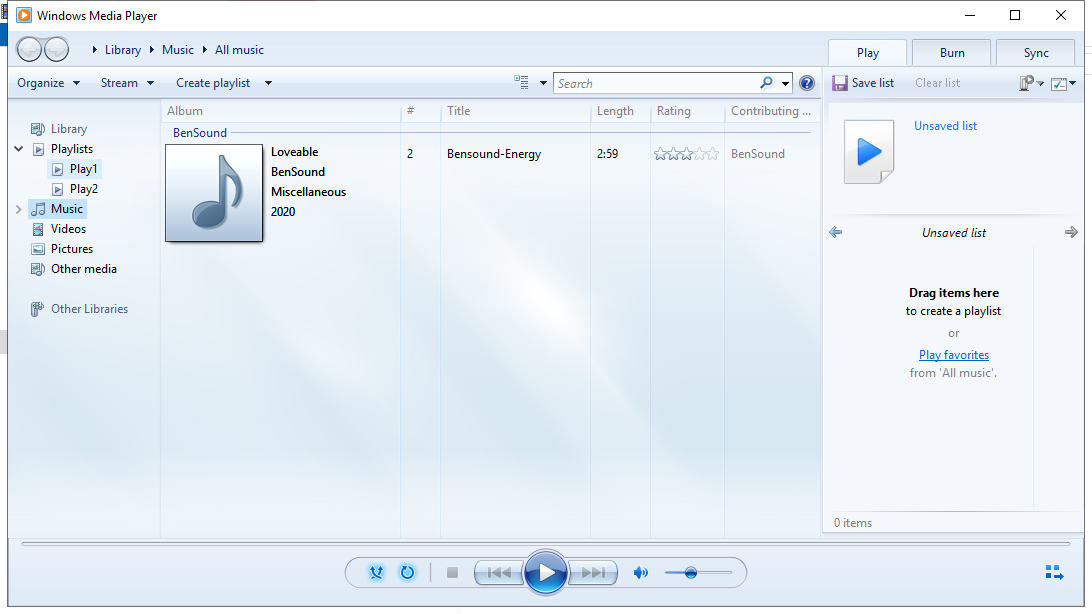 Windows Media Player
Library Music All music
Play Burn Sync
Organize Stream Create playlist Search Save list Clear list
Album # Title Length Rating Contributing ...
Unsaved list
Library
Playlists
Play1
Play2
Music
Videos
Pictures
Other media
Other Libraries
BenSound
Loveable 2 Bensound-Energy 2:59 BenSound
BenSound
Miscellaneous
2020
Unsaved list
Drag items here
to create a playlist
or
Play favorites
from 'All music'.
0 items